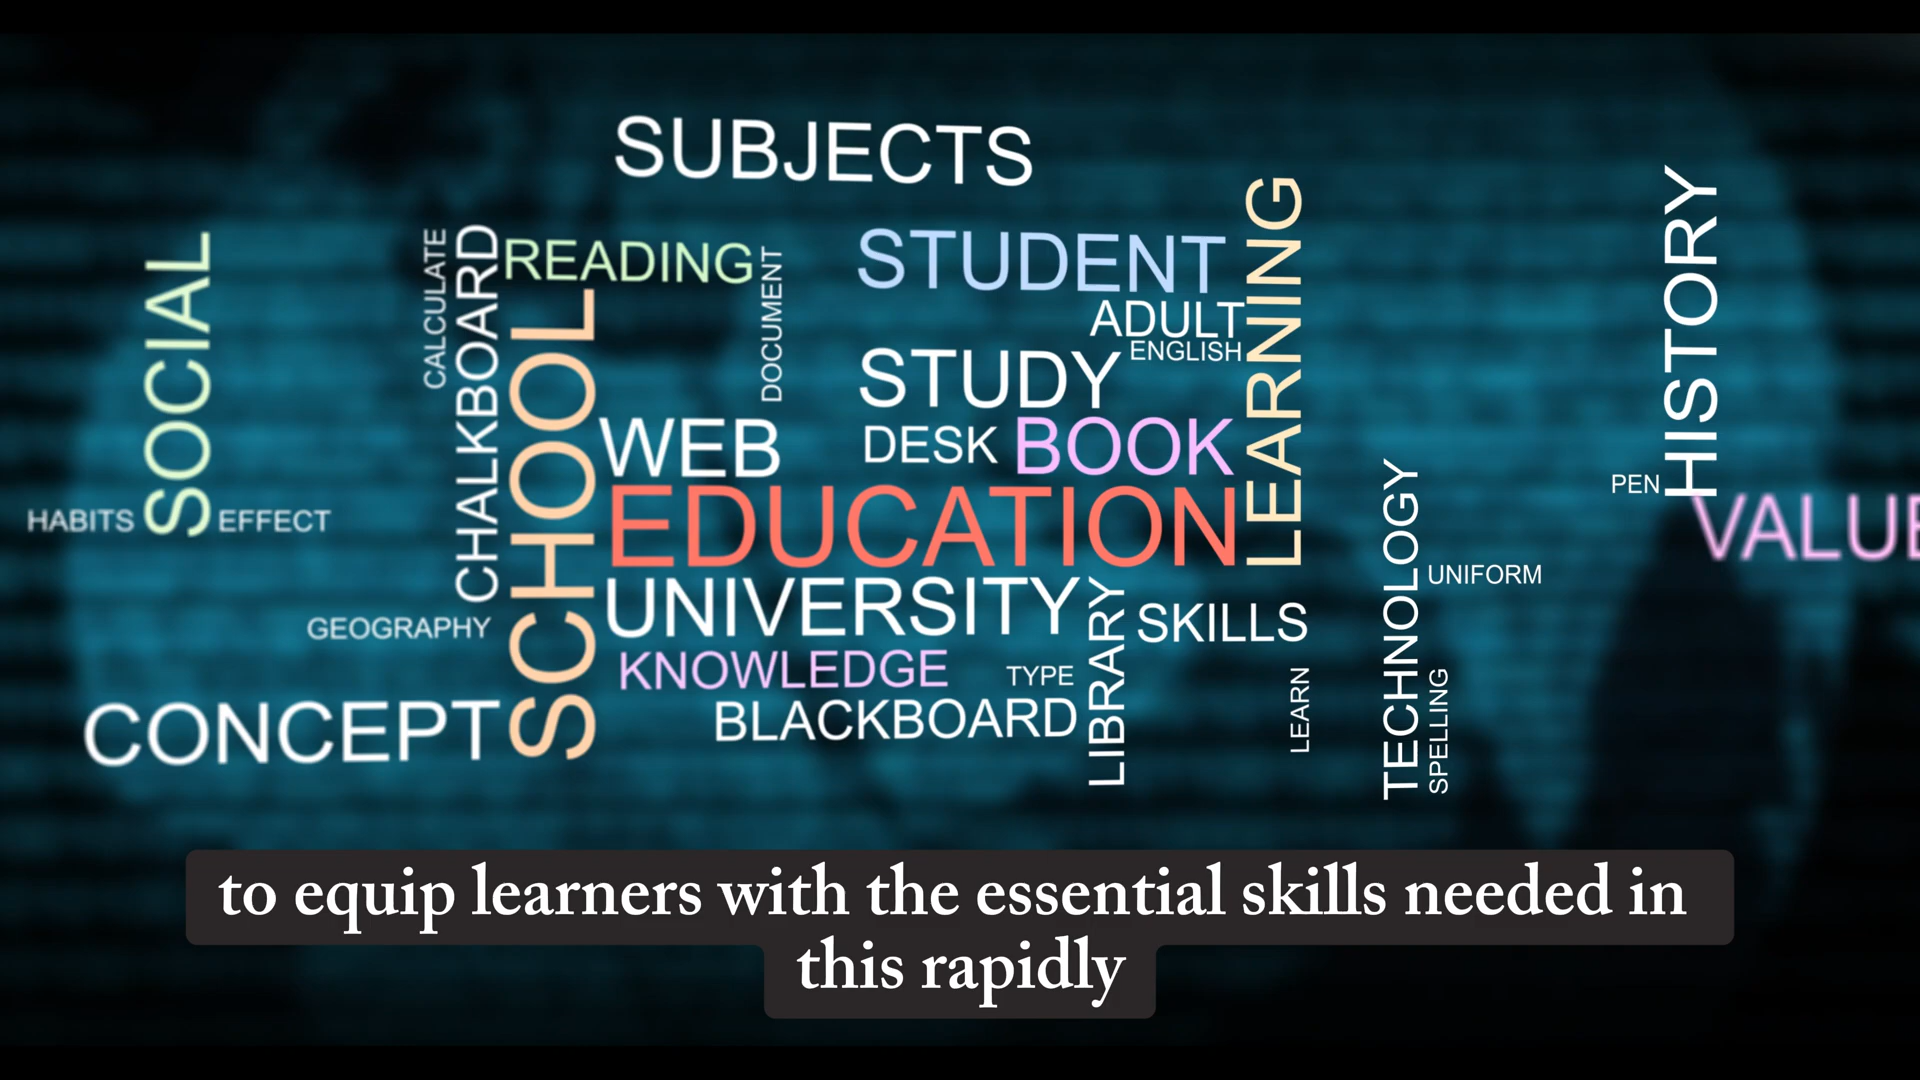 SUBJECTS
SOCIAL
CALCULATE
CHALKBOARD
READING
DOCUMENT
STUDENT
LEARNING
HISTORY
ADULT
ENGLISH
SCHOOL
STUDY
WEB
DESK
BOOK
PEN
HABITS
EFFECT
EDUCATION
VALUE
TECHNOLOGY
UNIFORM
GEOGRAPHY
UNIVERSITY
LIBRARY
SKILLS
KNOWLEDGE
TYPE
LEARN
SPELLING
CONCEPT
BLACKBOARD
to equip learners with the essential skills needed in
this rapidly